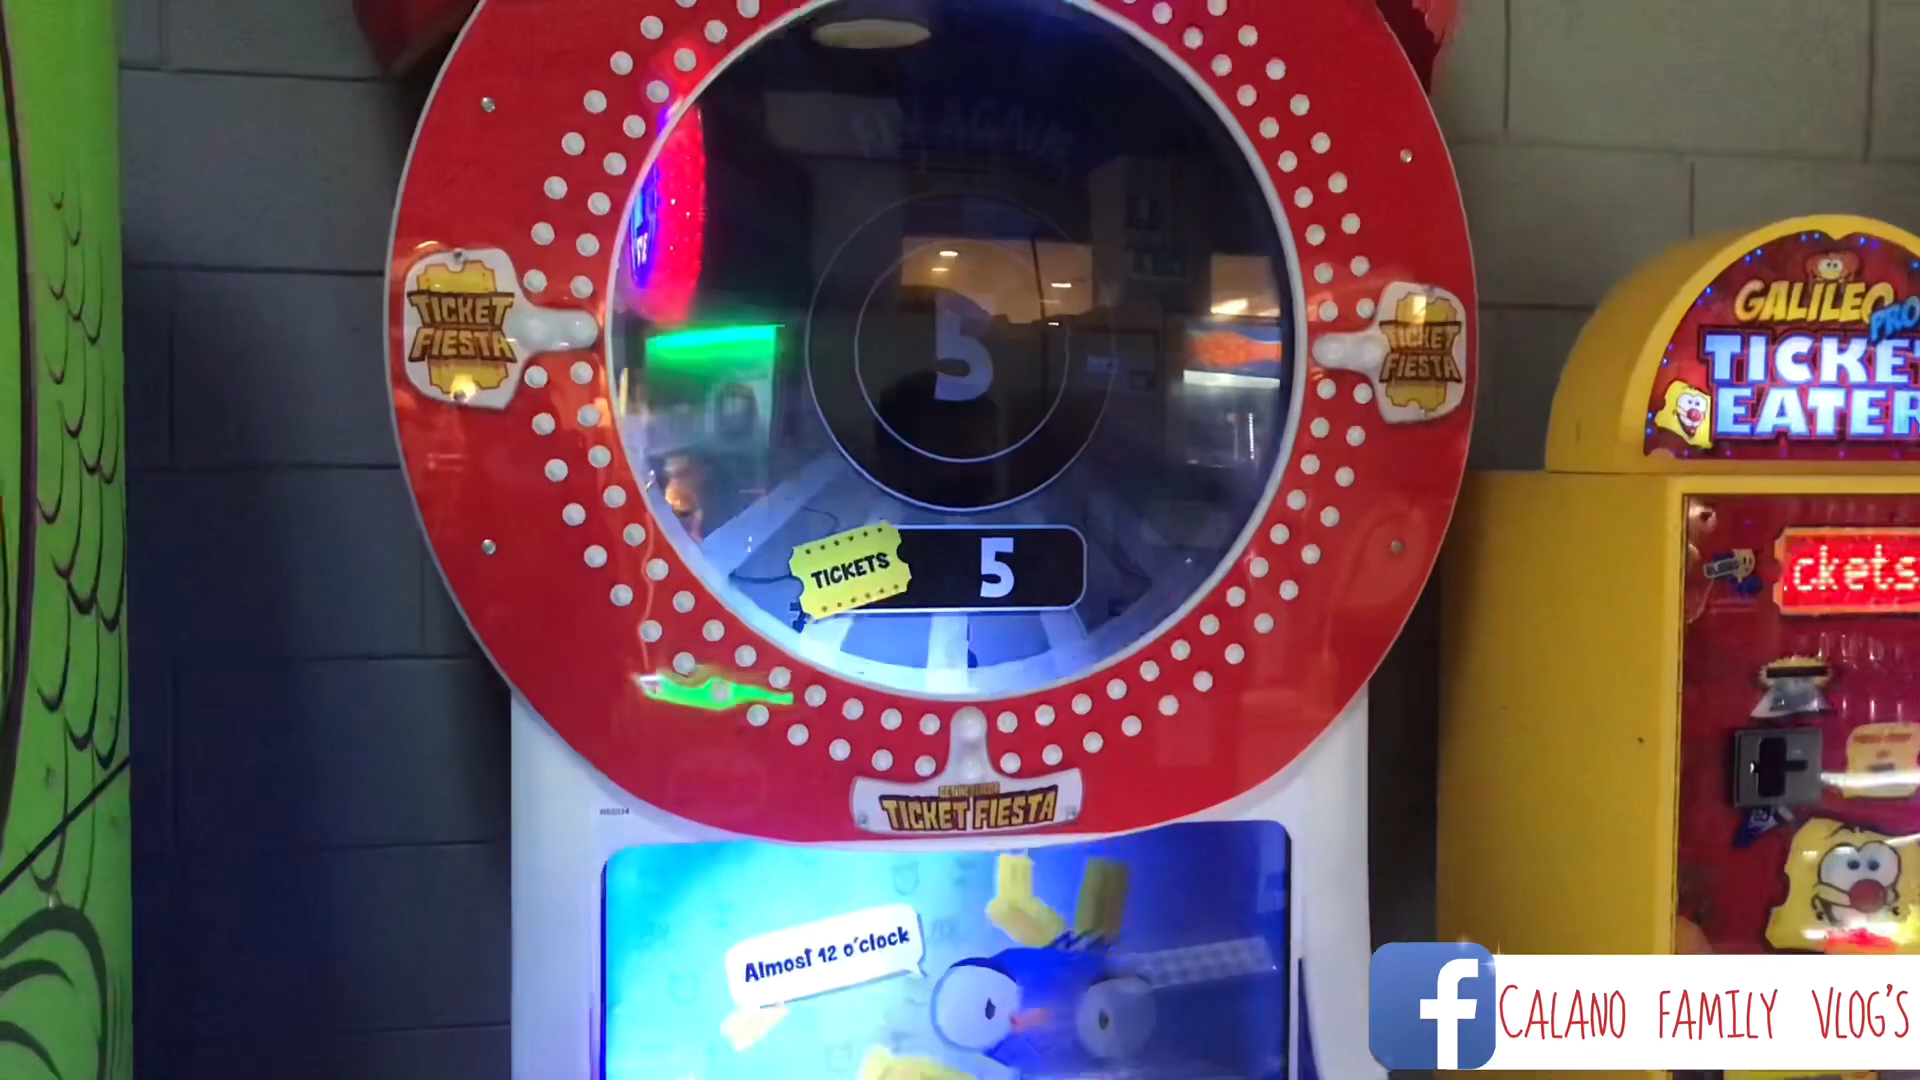 5
TICKET
FIESTA
TICKET
FIESTA
TICKETS 5
TICKET FIESTA
Almost 12 o'clock
GALILEO PRO
TICKE
EATER
ckets
CALANO FAMILY VLOG'S